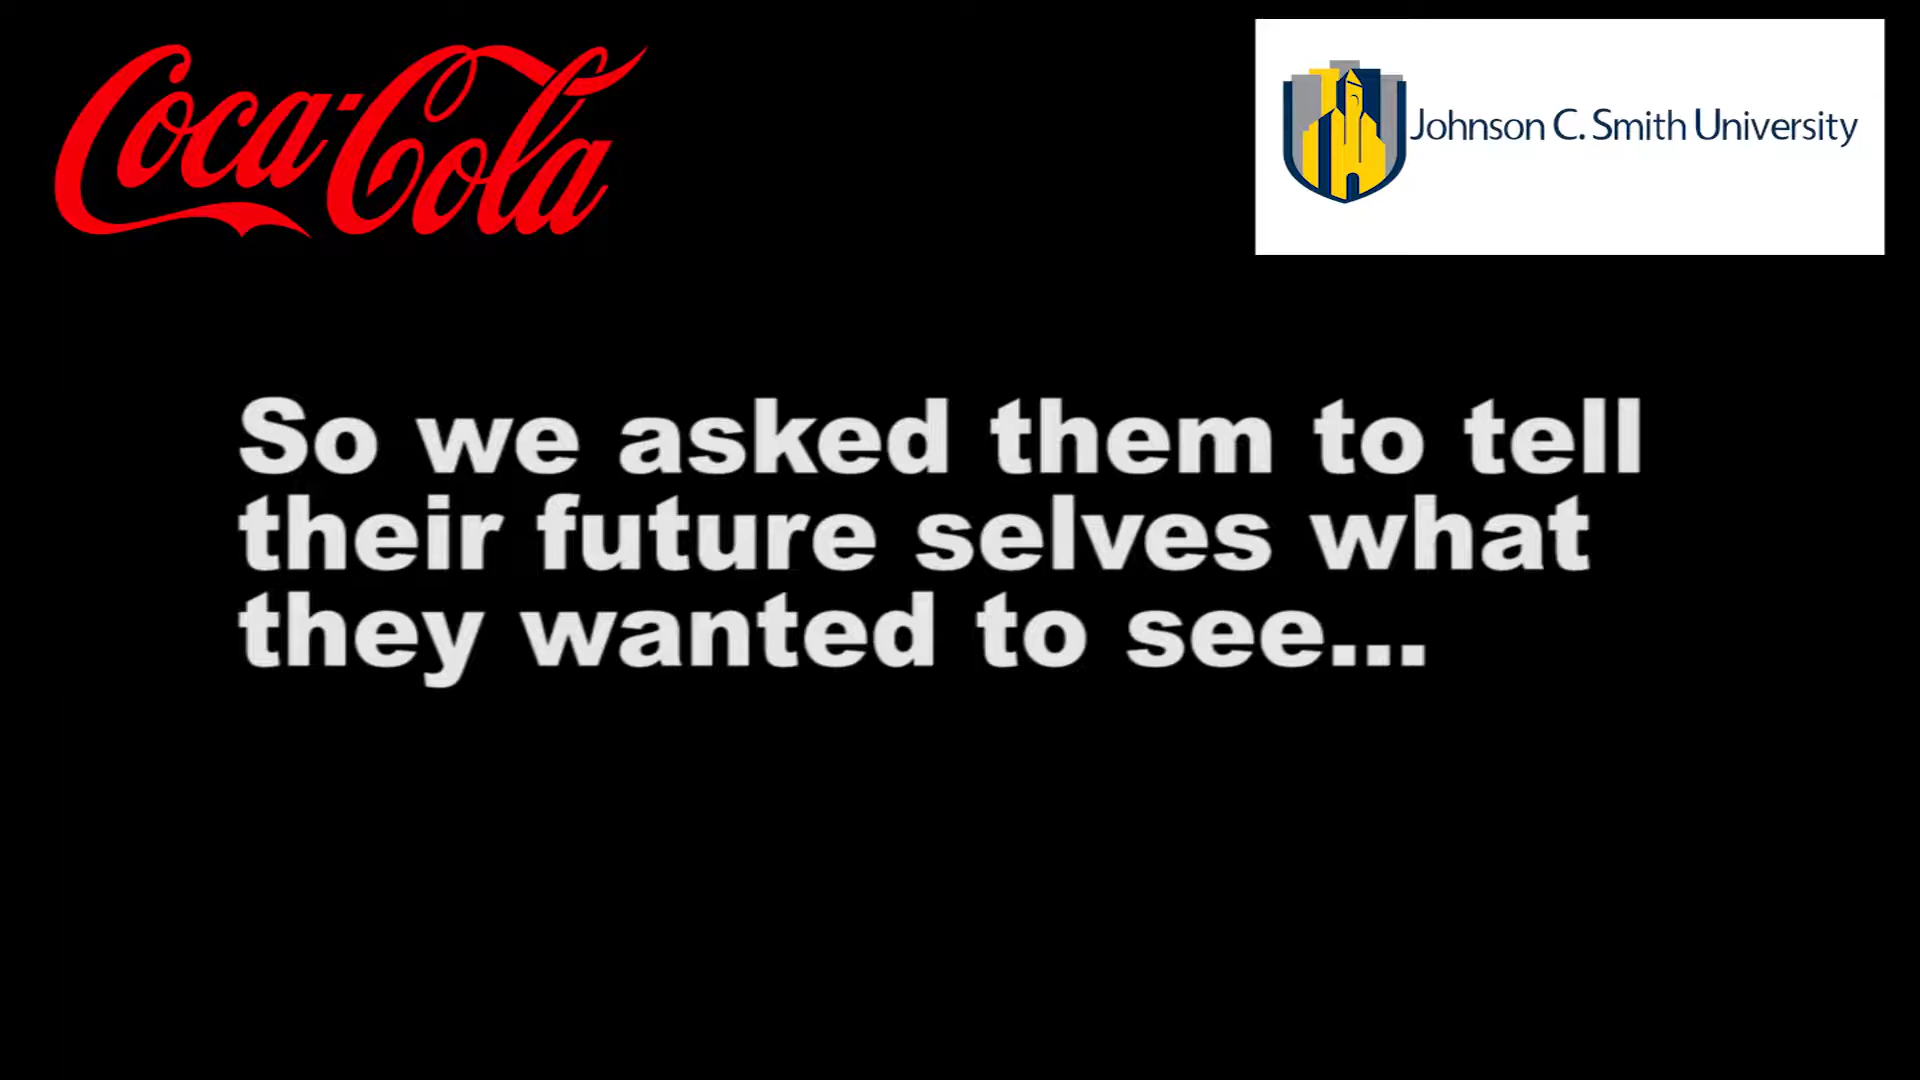 Coca-Cola
Johnson C. Smith University
So we asked them to tell
their future selves what
they wanted to see...